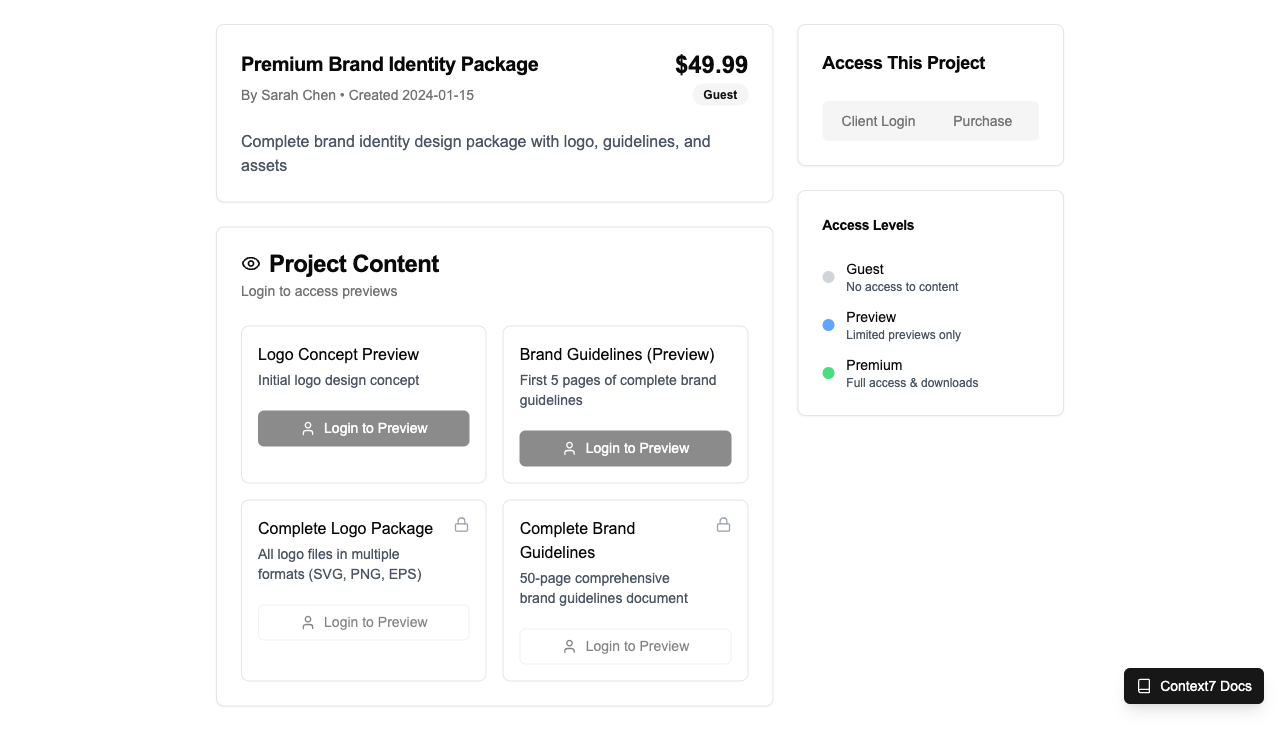 Premium Brand Identity Package
$49.99
By Sarah Chen • Created 2024-01-15
Guest
Complete brand identity design package with logo, guidelines, and
assets
Project Content
Login to access previews
Logo Concept Preview
Initial logo design concept
Login to Preview
Brand Guidelines (Preview)
First 5 pages of complete brand
guidelines
Login to Preview
Complete Logo Package
All logo files in multiple
formats (SVG, PNG, EPS)
Login to Preview
Complete Brand
Guidelines
50-page comprehensive
brand guidelines document
Login to Preview
Access This Project
Client Login
Purchase
Access Levels
Guest
No access to content
Preview
Limited previews only
Premium
Full access & downloads
Context7 Docs